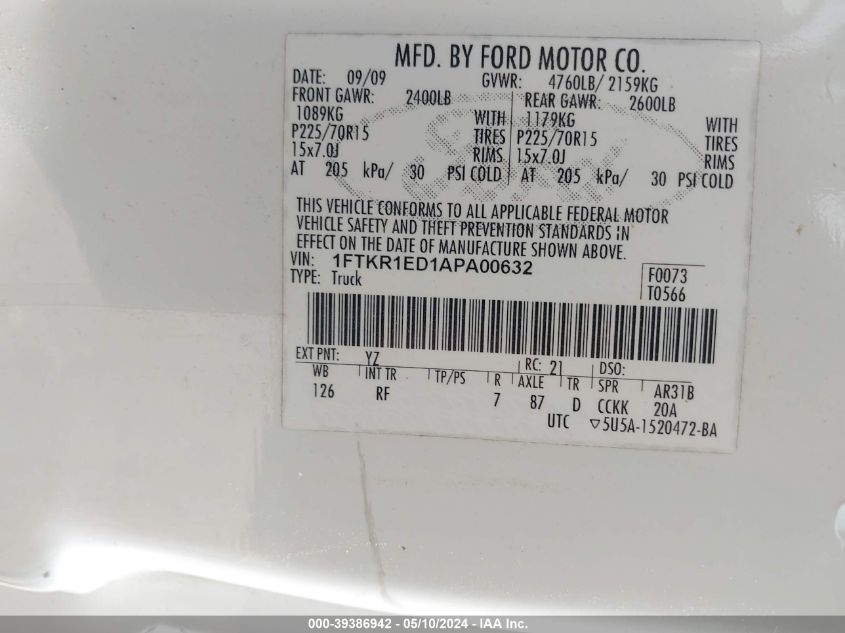 MFD. BY FORD MOTOR CO.
DATE: 09/09 GVWR: 4760LB/ 2159KG
FRONT GAWR: 2400LB REAR GAWR: 2600LB
1089KG WITH 1179KG WITH
P225/70R15 TIRES P225/70R15 TIRES
15x7.0J RIMS 15x7.0J RIMS
AT 205 kPa/ 30 PSI COLD AT 205 kPa/ 30 PSI COLD
THIS VEHICLE CONFORMS TO ALL APPLICABLE FEDERAL MOTOR
VEHICLE SAFETY AND THEFT PREVENTION STANDARDS IN
EFFECT ON THE DATE OF MANUFACTURE SHOWN ABOVE.
VIN: 1FTKR1ED1APA00632
TYPE: Truck
F0073
T0566
EXT PNT: YZ RC: 21 DSO:
WB INT TR TP/PS R AXLE TR SPR AR31B
126 RF 7 87 D CCKK 20A
UTC ▽5U5A-1520472-BA
000-39386942 - 05/10/2024 - IAA Inc.